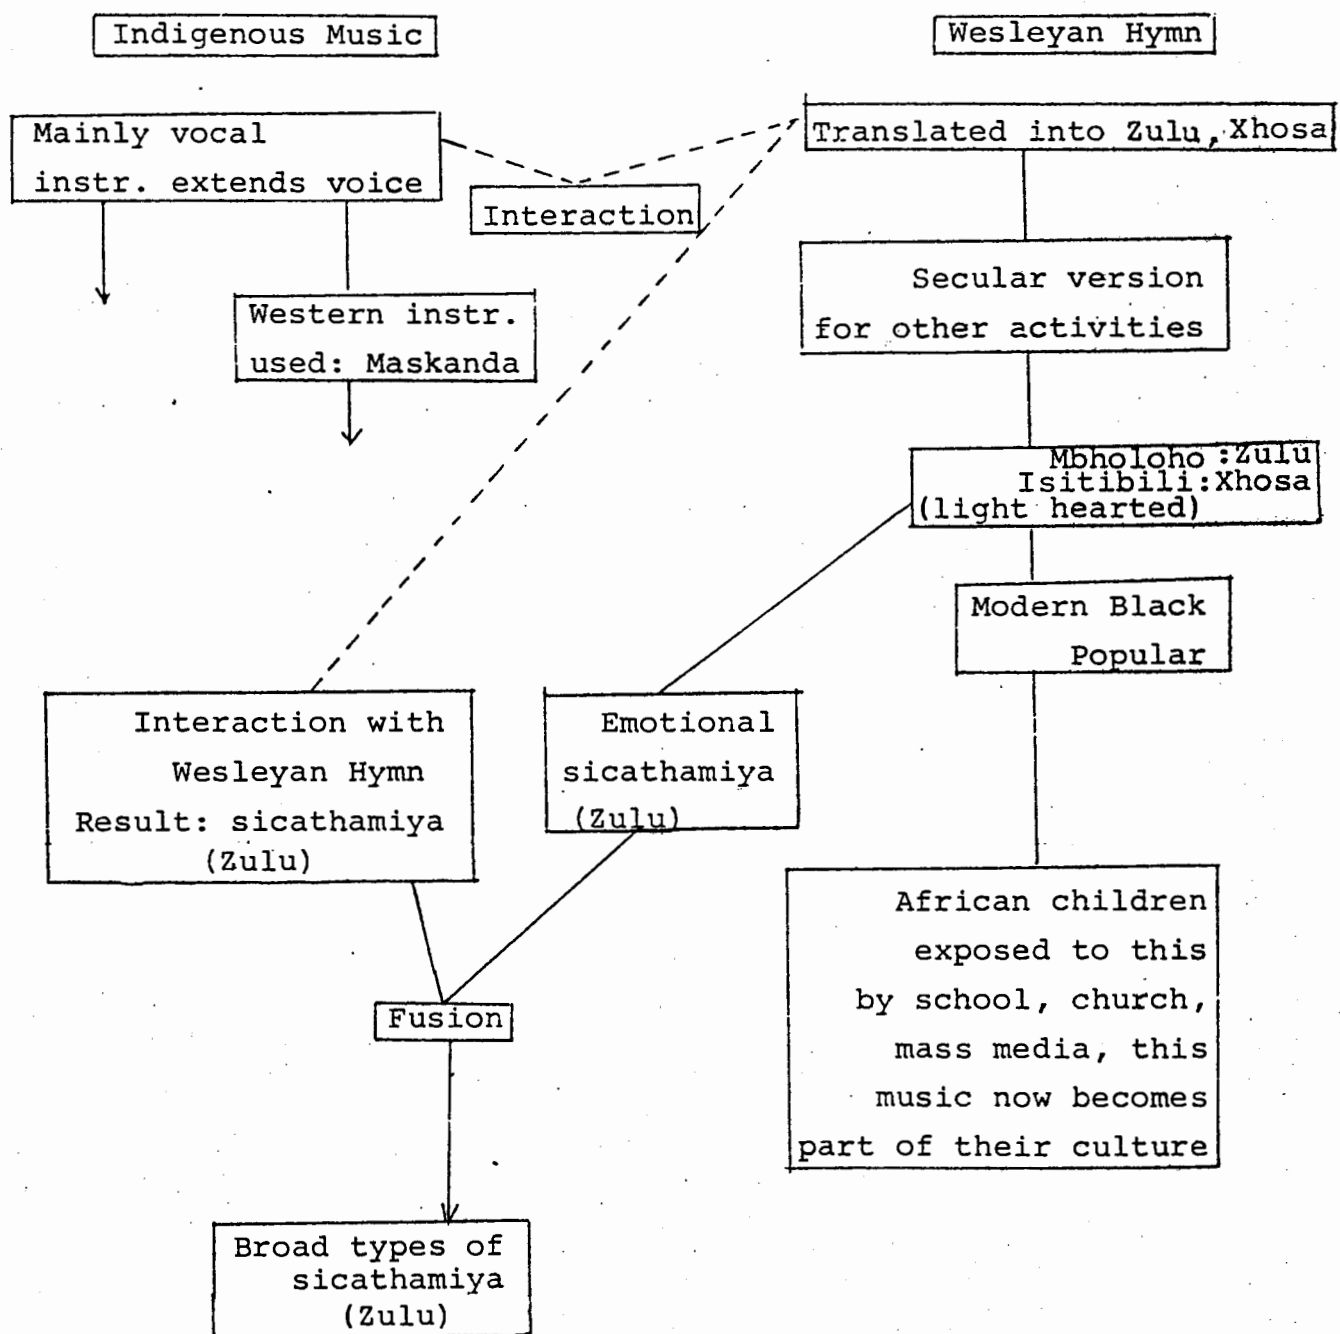 Indigenous Music
Wesleyan Hymn
Mainly vocal
instr. extends voice
Translated into Zulu, Xhosa
Interaction
Secular version
for other activities
Western instr.
used: Maskanda
Mbholoho :Zulu
Isitibili:Xhosa
(light hearted)
Modern Black
Popular
Interaction with
Wesleyan Hymn
Result: sicathamiya
(Zulu)
Emotional
sicathamiya
(Zulu)
African children
exposed to this
by school, church,
mass media, this
music now becomes
part of their culture
Fusion
Broad types of
sicathamiya
(Zulu)